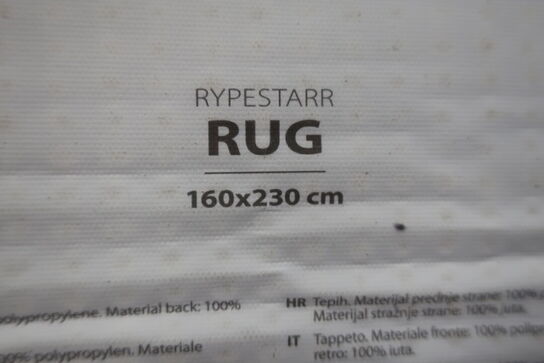 RYPESTARR
RUG
160x230 cm
polypropylene. Material back: 100%
100% polypropylen. Materiale
HR Tepih. Materijal prednje strane: 100%
Materijal stražnje strane: 100% juta.
IT Tappeto. Materiale fronte: 100%
retro: 100% iuta.